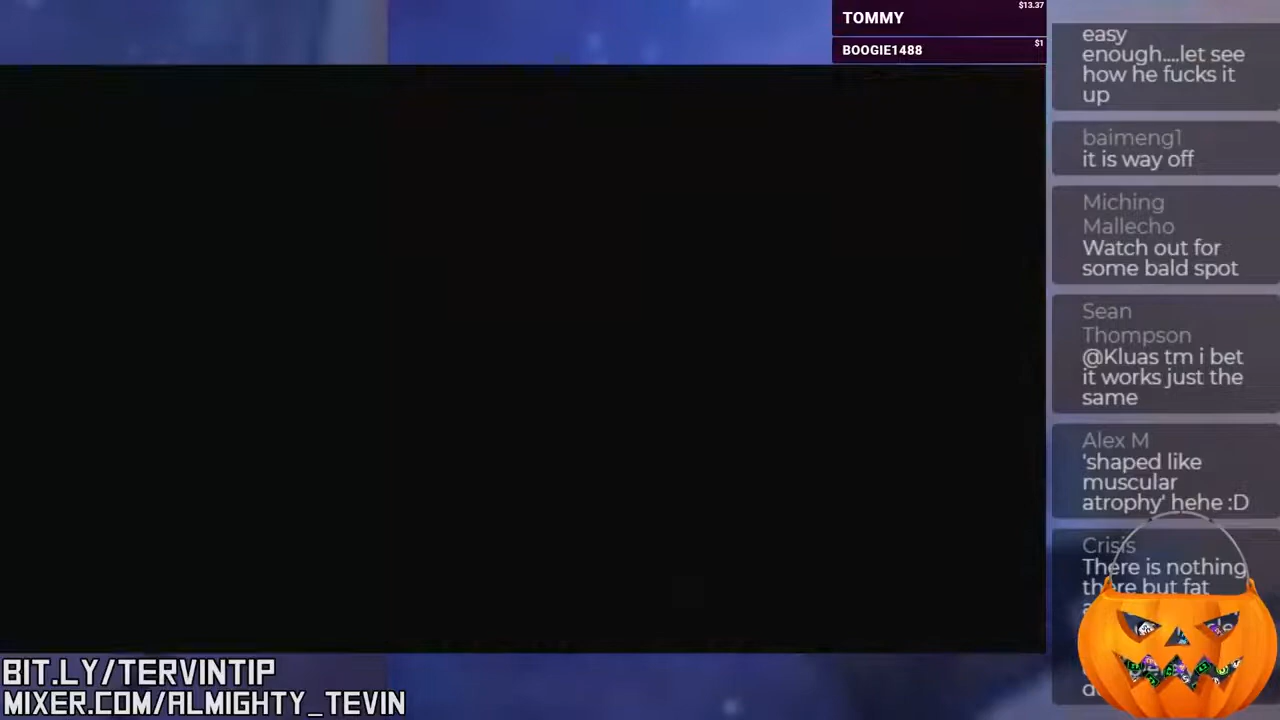 $13.37
TOMMY
$1
BOOGIE1488
easy
enough....let see
how he fucks it
up
baimeng1
it is way off
Miching
Mallecho
Watch out for
some bald spot
Sean
Thompson
@Kluas tm i bet
it works just the
same
Alex M
'shaped like
muscular
atrophy' hehe :D
Crisis
There is nothing
there but fat
BIT.LY/TERVINTIP
MIXER.COM/ALMIGHTY_TEVIN